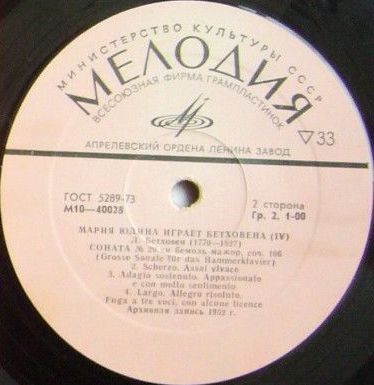 МИНИСТЕРСТВО КУЛЬТУРЫ СССР
МЕЛОДИЯ
ВСЕСОЮЗНАЯ ФИРМА ГРАМПЛАСТИНОК
33
АПРЕЛЕВСКИЙ ОРДЕНА ЛЕНИНА ЗАВОД
ГОСТ 5289-73
М10—40028
2 сторона
Гр. 2. 1-00
МАРИЯ ЮДИНА ИГРАЕТ БЕТХОВЕНА (IV)
Л. Бетховен (1770—1827)
СОНАТА № 29, си бемоль мажор, соч. 106
(Grosse Sonate für das Hammerklavier)
2. Scherzo. Assai vivace
3. Adagio sostenuto. Appassionato
e con molto sentimento
4. Largo. Allegro risoluto.
Fuga a tre voci, con alcune licence
Архивная запись 1952 г.